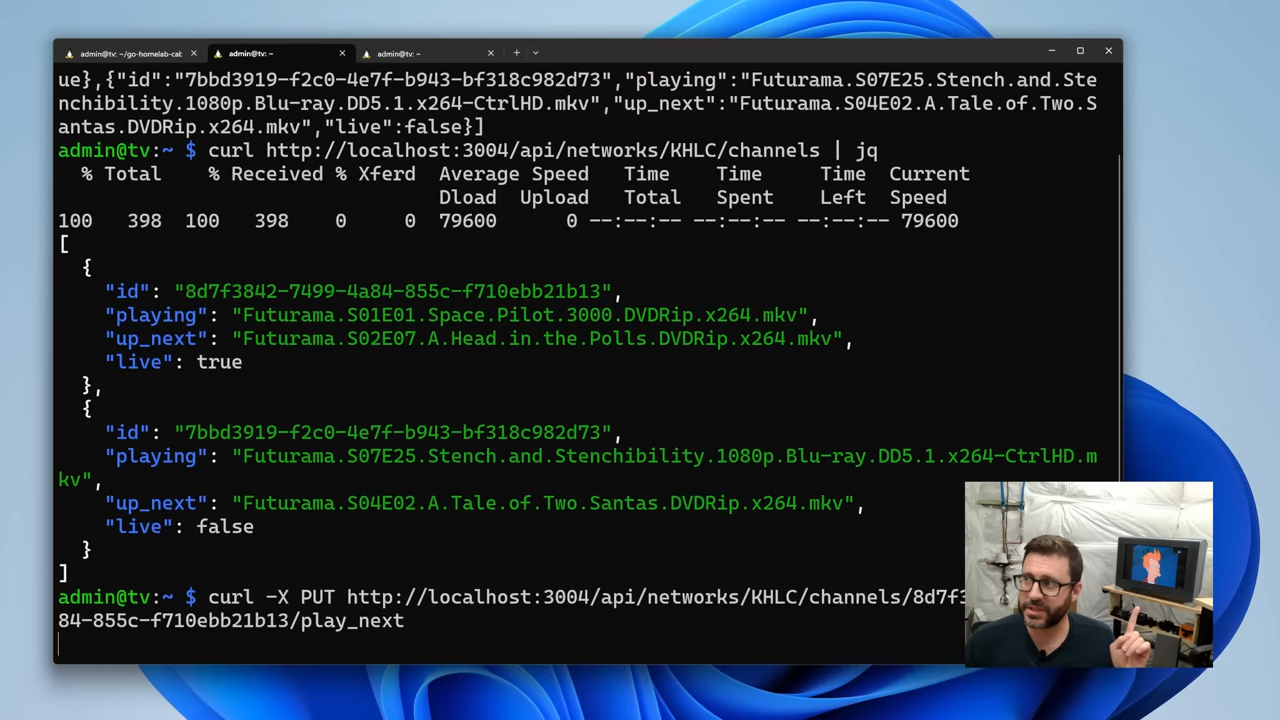 admin@tv: ~/go-homelab-cab
admin@tv: ~
admin@tv: ~
ue},{"id":"7bbd3919-f2c0-4e7f-b943-bf318c982d73","playing":"Futurama.S07E25.Stench.and.Ste
nchibility.1080p.Blu-ray.DD5.1.x264-CtrlHD.mkv","up_next":"Futurama.S04E02.A.Tale.of.Two.S
antas.DVDRip.x264.mkv","live":false}]
admin@tv:~ $ curl http://localhost:3004/api/networks/KHLC/channels | jq
% Total % Received % Xferd Average Speed Time Time Time Current
Dload Upload Total Spent Left Speed
100 398 100 398 0 0 79600 0 --:--:-- --:--:-- --:--:-- 79600
[
{
"id": "8d7f3842-7499-4a84-855c-f710ebb21b13",
"playing": "Futurama.S01E01.Space.Pilot.3000.DVDRip.x264.mkv",
"up_next": "Futurama.S02E07.A.Head.in.the.Polls.DVDRip.x264.mkv",
"live": true
},
{
"id": "7bbd3919-f2c0-4e7f-b943-bf318c982d73",
"playing": "Futurama.S07E25.Stench.and.Stenchibility.1080p.Blu-ray.DD5.1.x264-CtrlHD.m
kv",
"up_next": "Futurama.S04E02.A.Tale.of.Two.Santas.DVDRip.x264.mkv",
"live": false
}
]
admin@tv:~ $ curl -X PUT http://localhost:3004/api/networks/KHLC/channels/8d7f3
84-855c-f710ebb21b13/play_next